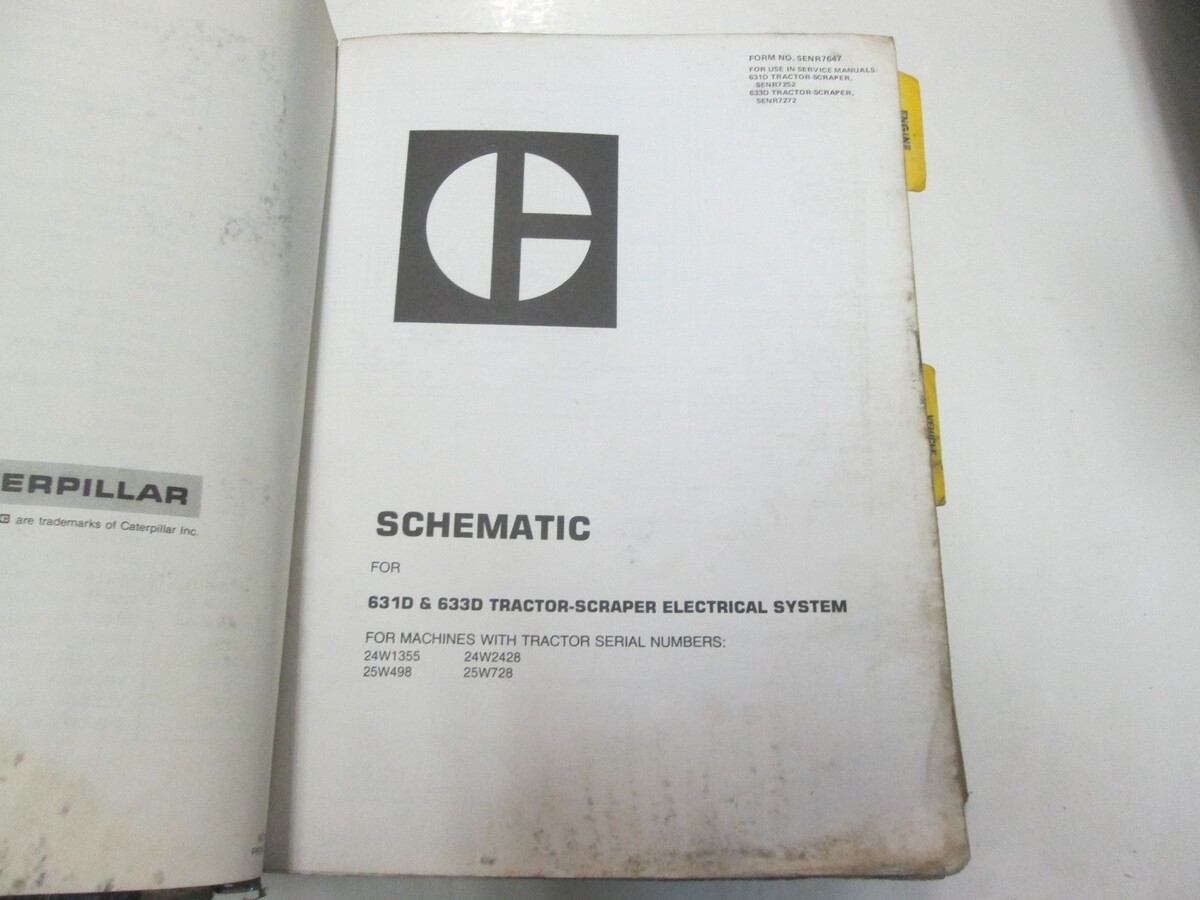 ERPILLAR
C are trademarks of Caterpillar Inc.
FORM NO. SENR7647
FOR USE IN SERVICE MANUALS:
631D TRACTOR-SCRAPER,
SENR7252
633D TRACTOR-SCRAPER,
SENR7272
ENGINE
SCHEMATIC
FOR
631D & 633D TRACTOR-SCRAPER ELECTRICAL SYSTEM
FOR MACHINES WITH TRACTOR SERIAL NUMBERS:
24W1355 24W2428
25W498 25W728
VEHICLE